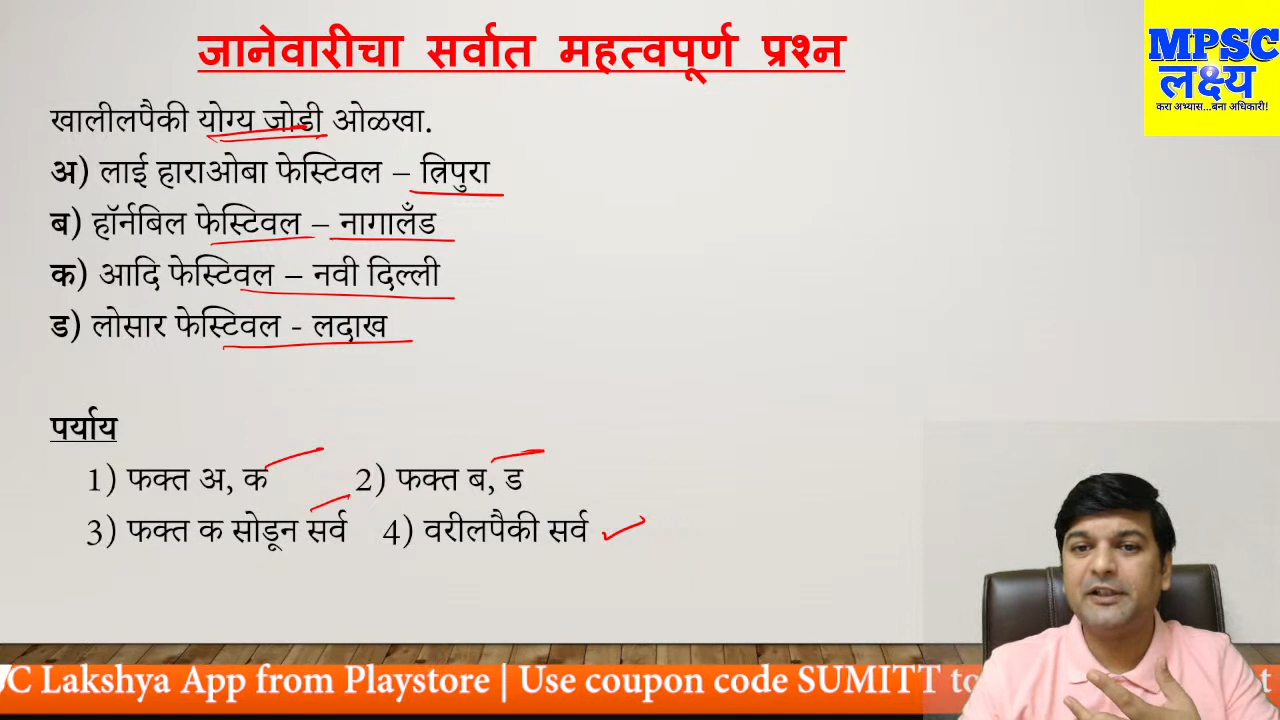 जानेवारीचा सर्वात महत्वपूर्ण प्रश्न
MPSC
लक्ष्य
करा अभ्यास...बना अधिकारी!
खालीलपैकी योग्य जोडी ओळखा.
अ) लाई हाराओबा फेस्टिवल – त्रिपुरा
ब) हॉर्नबिल फेस्टिवल – नागालँड
क) आदि फेस्टिवल – नवी दिल्ली
ड) लोसार फेस्टिवल - लदाख
पर्याय
1) फक्त अ, क 2) फक्त ब, ड
3) फक्त क सोडून सर्व 4) वरीलपैकी सर्व
C Lakshya App from Playstore | Use coupon code SUMITT to